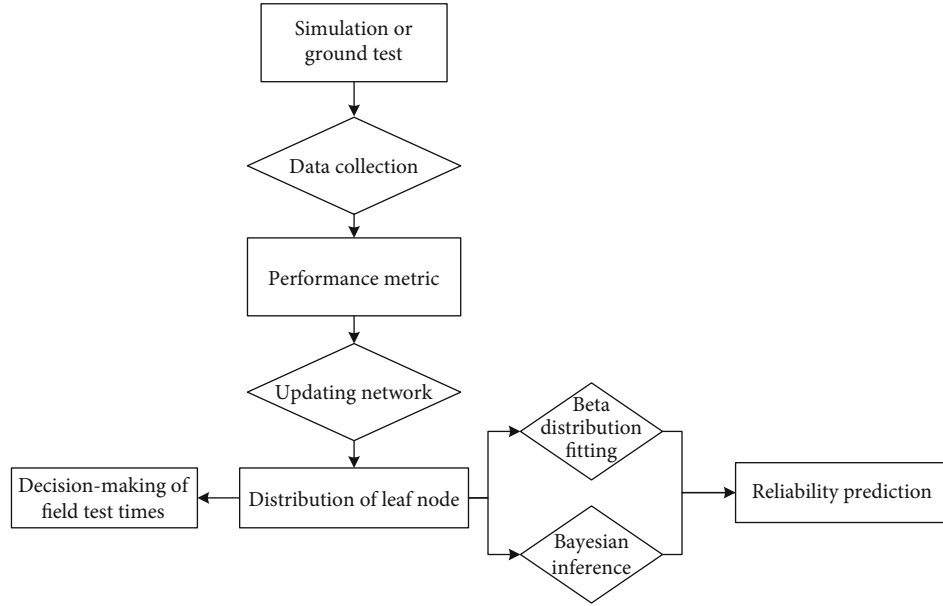 Simulation or
ground test
Data collection
Performance metric
Updating network
Beta
distribution
fitting
Decision-making of
field test times
Distribution of leaf node
Reliability prediction
Bayesian
inference